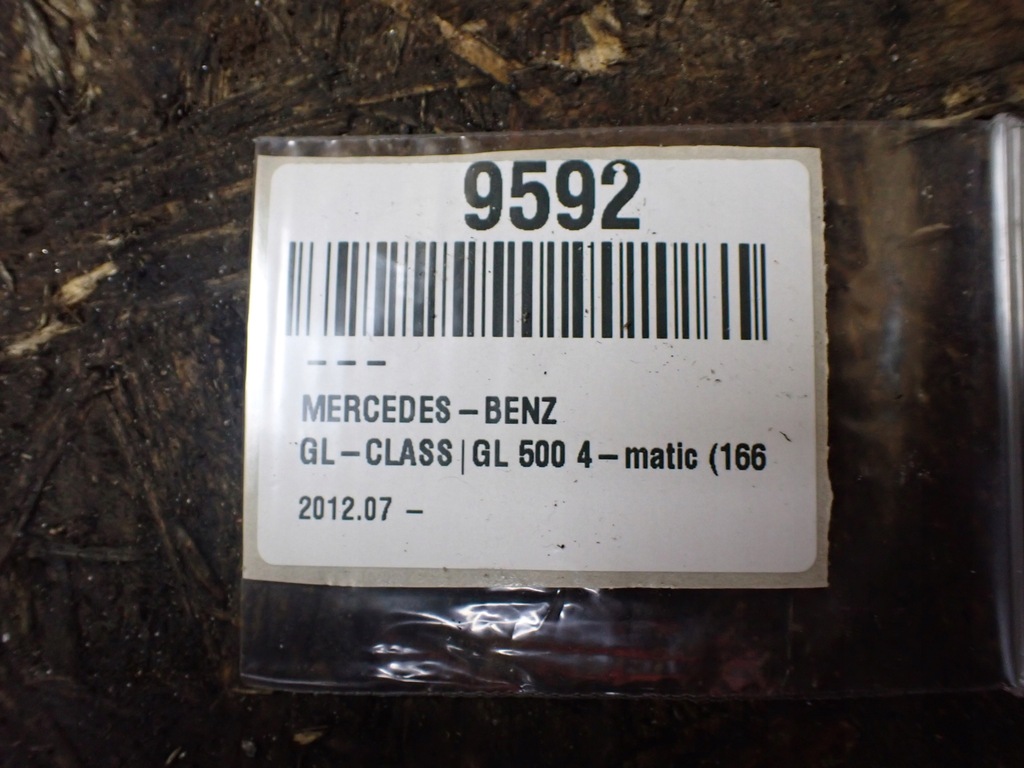 9592
---
MERCEDES-BENZ
GL-CLASS|GL 500 4-matic (166
2012.07 -